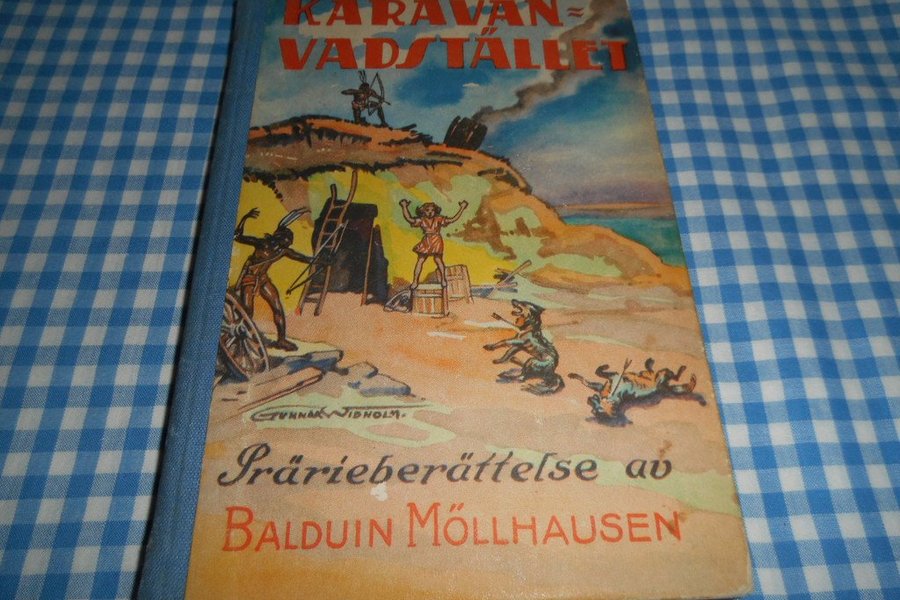 KARAVAN=
VADSTÄLLET
GUNNAR WIDHOLM.
Prärieberättelse av
BALDUIN MÖLLHAUSEN